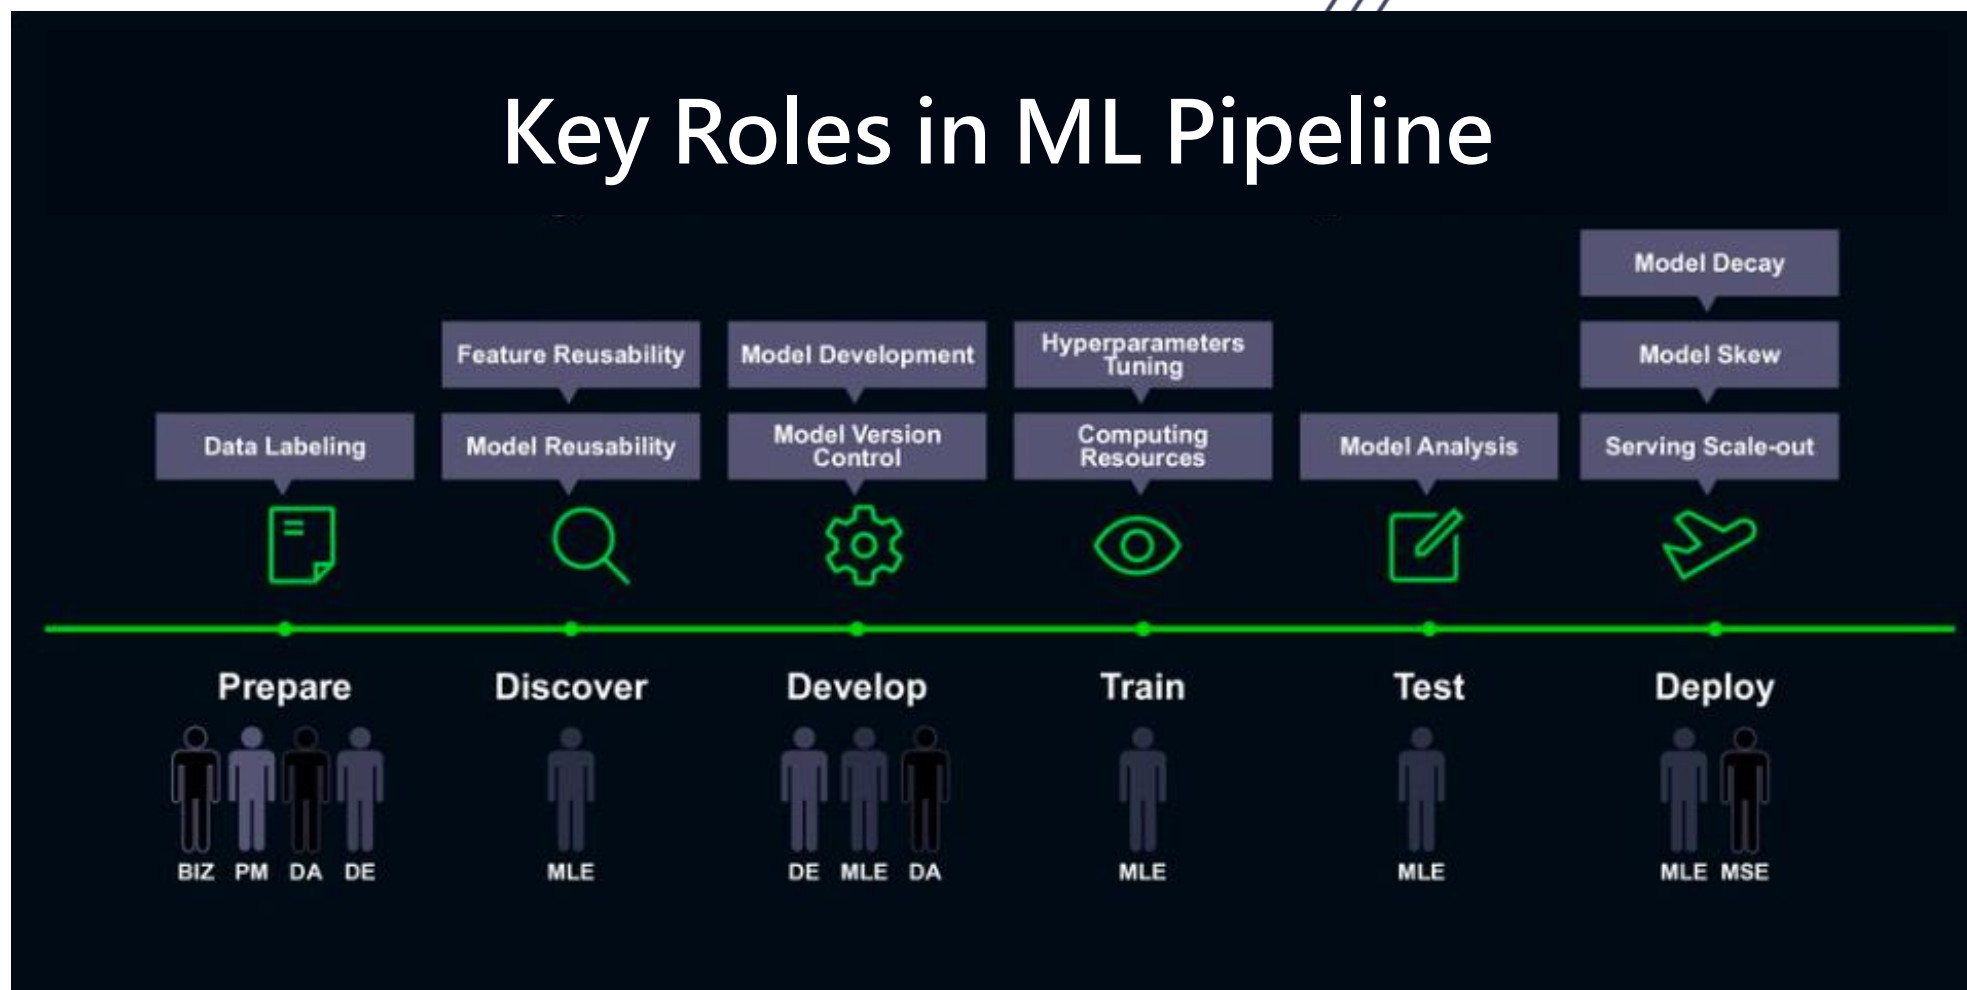 Key Roles in ML Pipeline
Model Decay
Feature Reusability
Model Development
Hyperparameters
Tuning
Model Skew
Data Labeling
Model Reusability
Model Version
Control
Computing
Resources
Model Analysis
Serving Scale-out
Prepare
Discover
Develop
Train
Test
Deploy
BIZ PM DA DE
MLE
DE MLE DA
MLE
MLE
MLE MSE